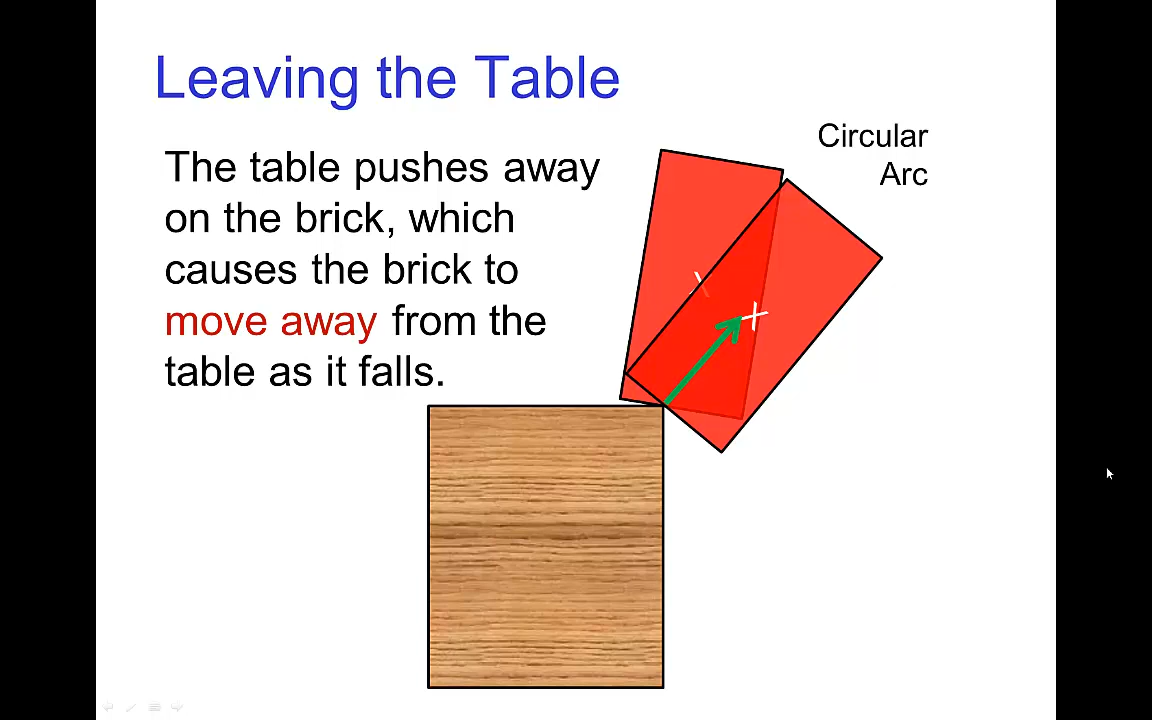 Leaving the Table
The table pushes away
on the brick, which
causes the brick to
move away from the
table as it falls.
Circular
Arc